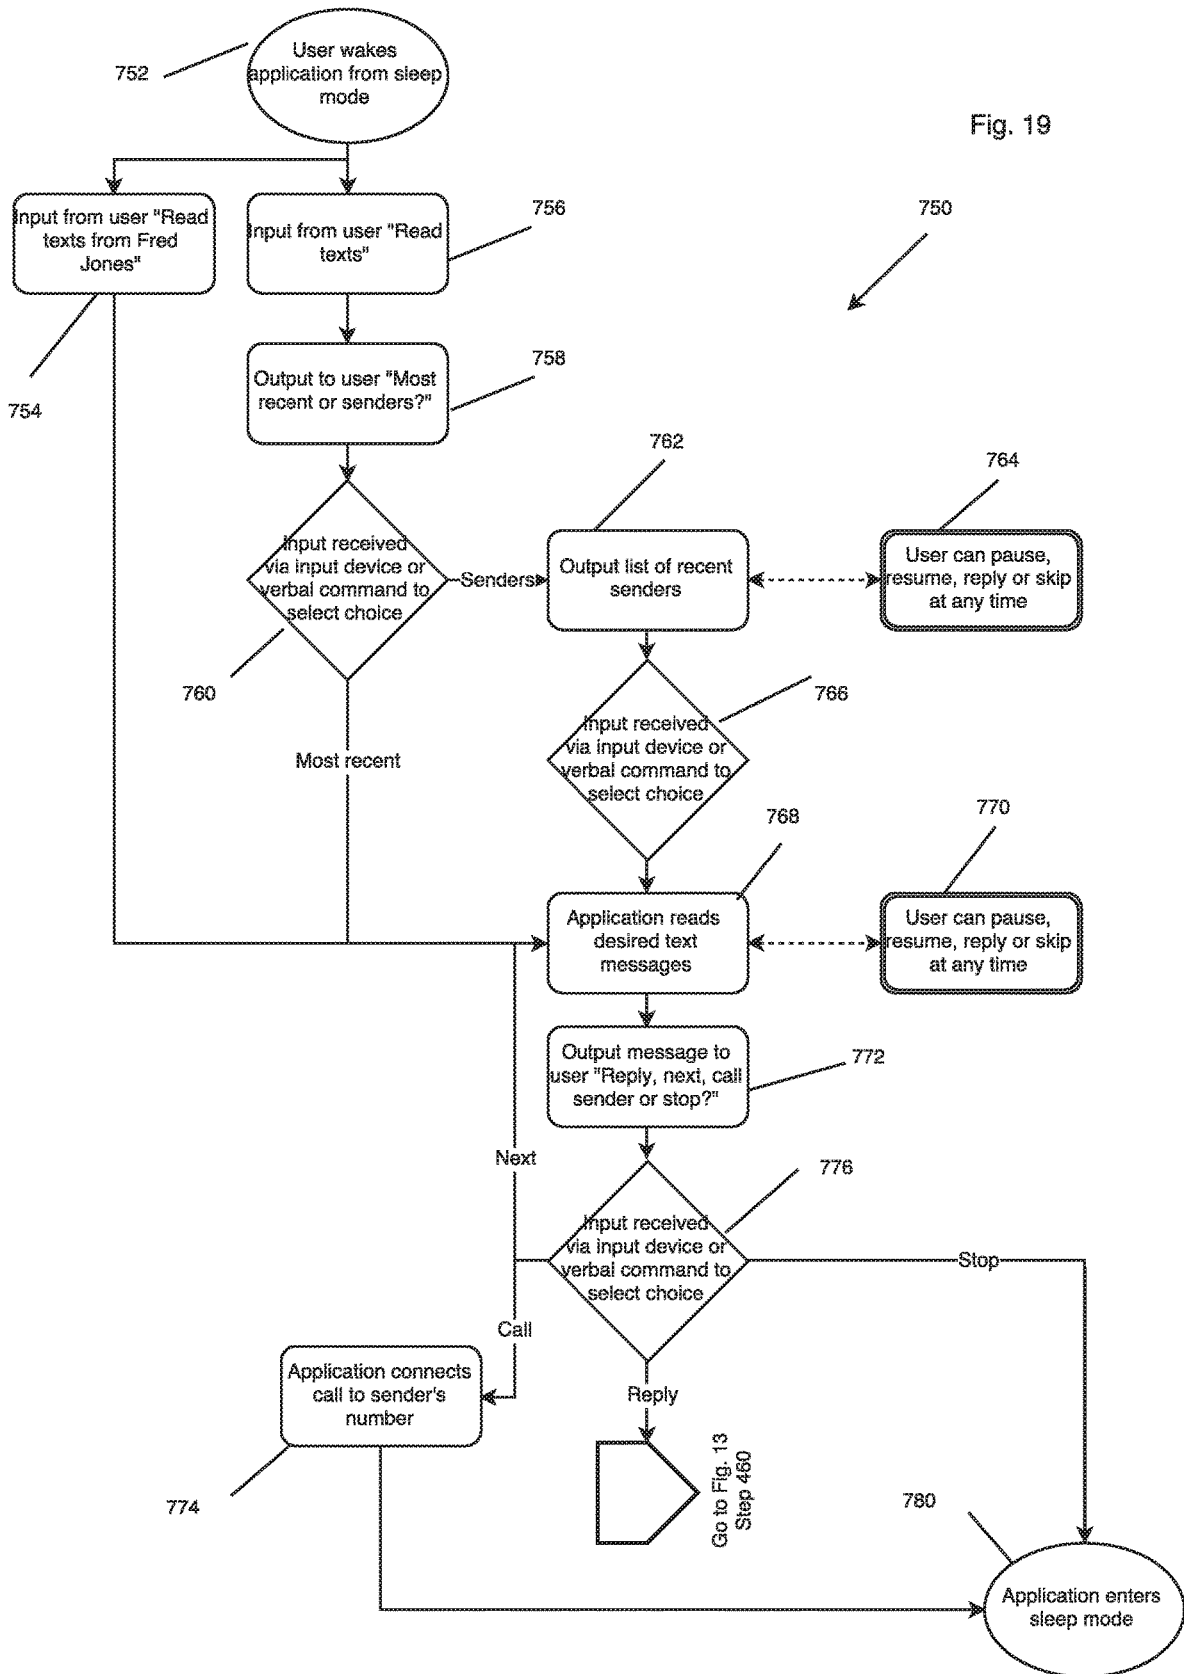 752
User wakes
application from sleep
mode
Fig. 19
Input from user "Read
texts from Fred
Jones"
Input from user "Read
texts"
756
750
754
Output to user "Most
recent or senders?"
758
762
764
Input received
via input device or
verbal command to
select choice
Senders
Output list of recent
senders
User can pause,
resume, reply or skip
at any time
760
766
Most recent
Input received
via input device or
verbal command to
select choice
768
770
Application reads
desired text
messages
User can pause,
resume, reply or skip
at any time
Output message to
user "Reply, next, call
sender or stop?"
772
Next
776
Input received
via input device or
verbal command to
select choice
Stop
Call
Application connects
call to sender's
number
Reply
Go to Fig. 13
Step 460
774
780
Application enters
sleep mode